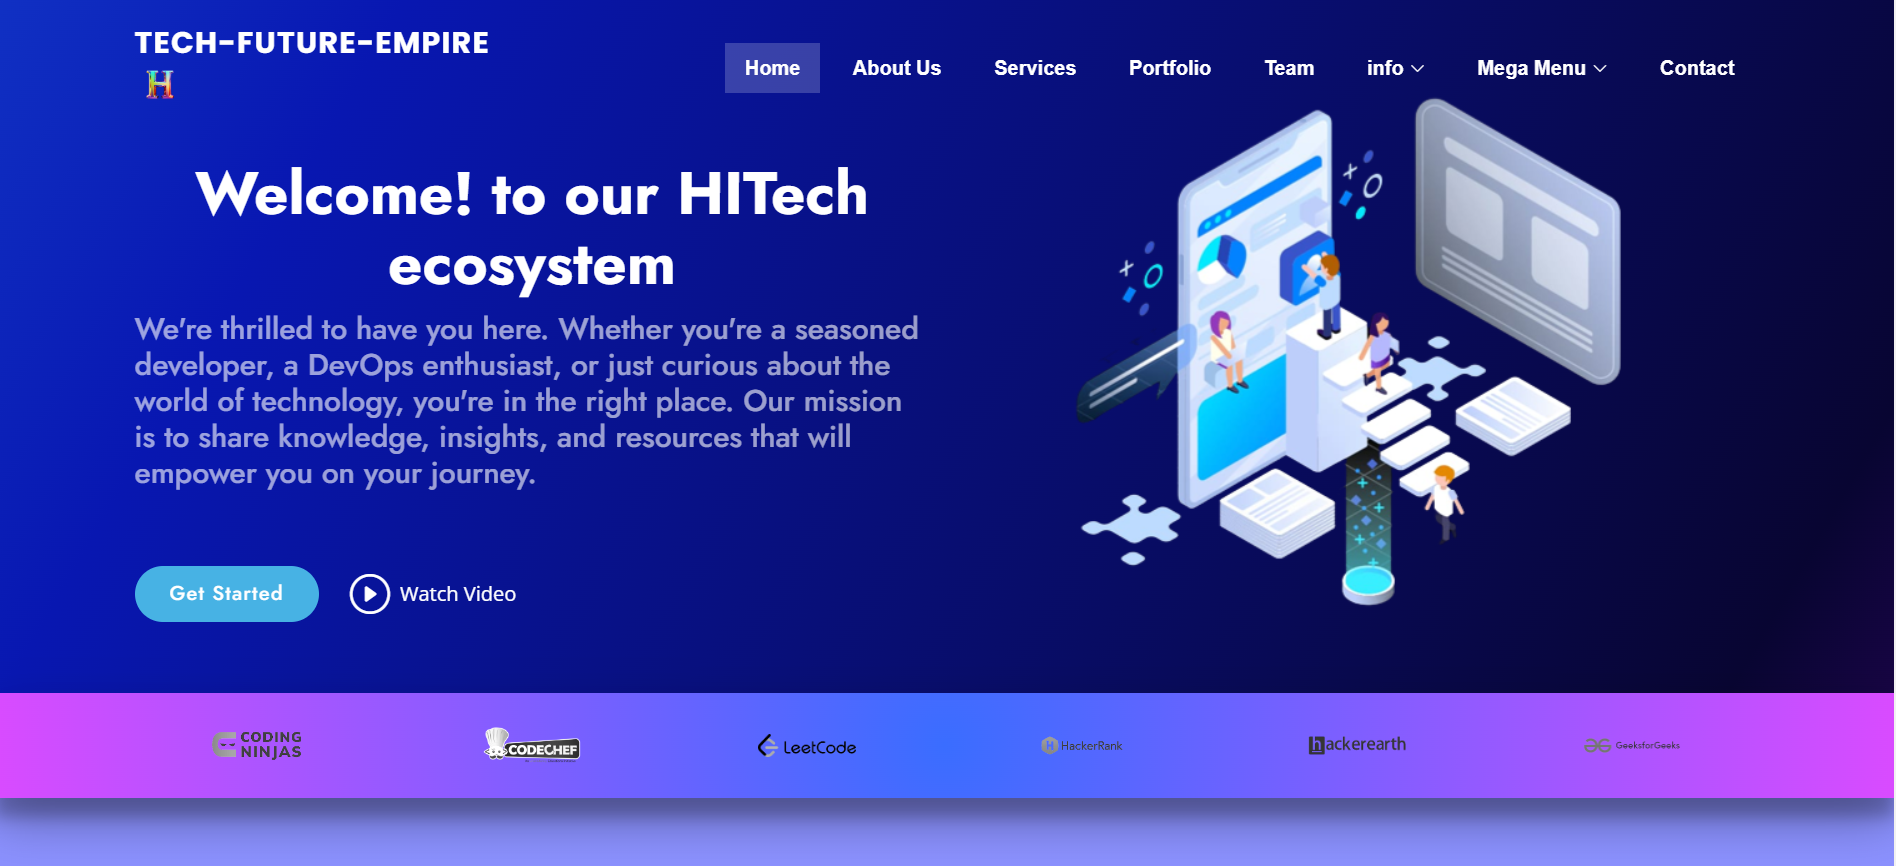 TECH-FUTURE-EMPIRE
H
Home About Us Services Portfolio Team info Mega Menu Contact
Welcome! to our HITech
ecosystem
We're thrilled to have you here. Whether you're a seasoned
developer, a DevOps enthusiast, or just curious about the
world of technology, you're in the right place. Our mission
is to share knowledge, insights, and resources that will
empower you on your journey.
Get Started Watch Video
CODING
NINJAS
CODECHEF
LeetCode
H HackerRank
hackerearth
GeeksforGeeks